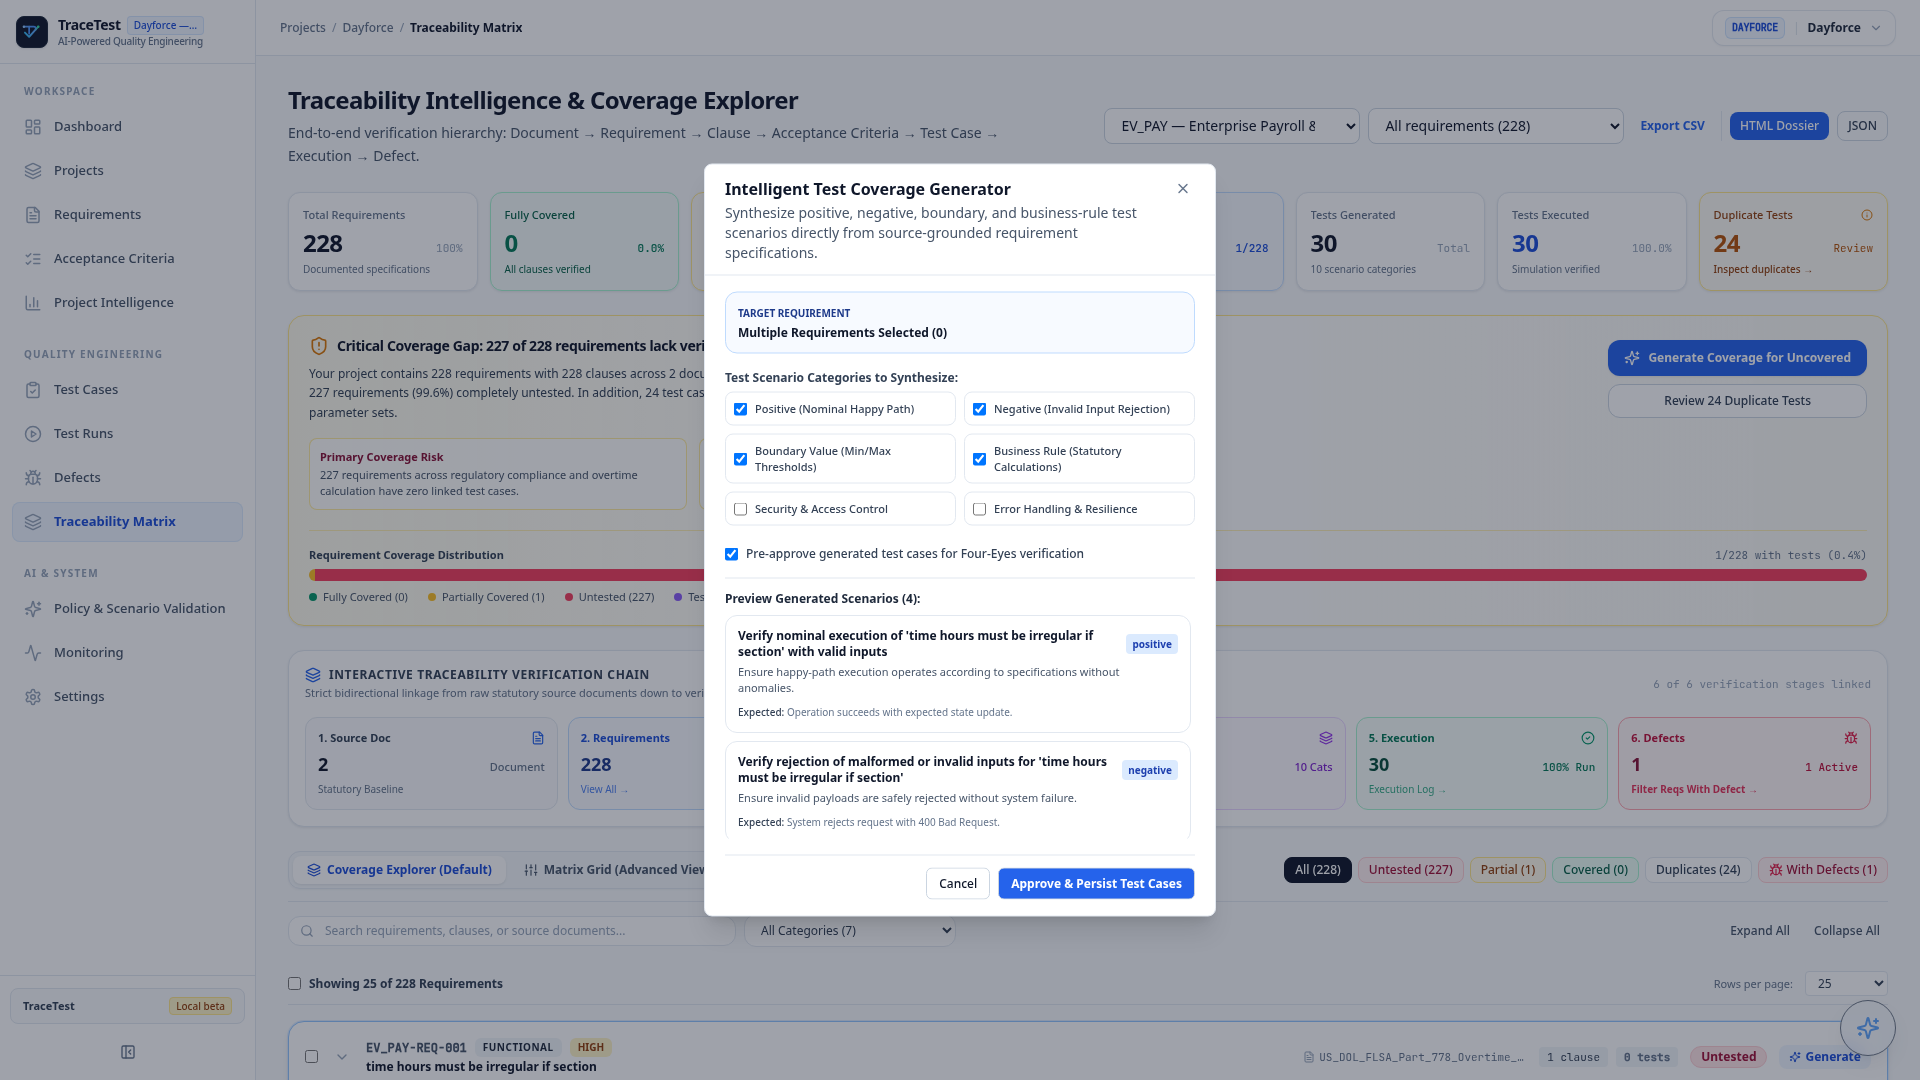 TraceTest
Dayforce —...
AI-Powered Quality Engineering
Projects / Dayforce / Traceability Matrix
DAYFORCE
Dayforce
WORKSPACE
Dashboard
Projects
Requirements
Acceptance Criteria
Project Intelligence
QUALITY ENGINEERING
Test Cases
Test Runs
Defects
Traceability Matrix
AI & SYSTEM
Policy & Scenario Validation
Monitoring
Settings
TraceTest
Local beta
Traceability Intelligence & Coverage Explorer
End-to-end verification hierarchy: Document → Requirement → Clause → Acceptance Criteria → Test Case →
Execution → Defect.
EV_PAY — Enterprise Payroll &
All requirements (228)
Export CSV
HTML Dossier
JSON
Total Requirements
228
100%
Documented specifications
Fully Covered
0
0.0%
All clauses verified
1/228
Tests Generated
30
Total
10 scenario categories
Tests Executed
30
100.0%
Simulation verified
Duplicate Tests
24
Review
Inspect duplicates →
Critical Coverage Gap: 227 of 228 requirements lack veri
Your project contains 228 requirements with 228 clauses across 2 docu
227 requirements (99.6%) completely untested. In addition, 24 test cas
parameter sets.
Generate Coverage for Uncovered
Review 24 Duplicate Tests
Primary Coverage Risk
227 requirements across regulatory compliance and overtime
calculation have zero linked test cases.
Requirement Coverage Distribution
1/228 with tests (0.4%)
Fully Covered (0)
Partially Covered (1)
Untested (227)
Tes
INTERACTIVE TRACEABILITY VERIFICATION CHAIN
Strict bidirectional linkage from raw statutory source documents down to veri
6 of 6 verification stages linked
1. Source Doc
2
Document
Statutory Baseline
2. Requirements
228
View All →
10 Cats
5. Execution
30
100% Run
Execution Log →
6. Defects
1
1 Active
Filter Reqs With Defect →
Coverage Explorer (Default)
Matrix Grid (Advanced View
All (228)
Untested (227)
Partial (1)
Covered (0)
Duplicates (24)
With Defects (1)
Search requirements, clauses, or source documents...
All Categories (7)
Expand All
Collapse All
Showing 25 of 228 Requirements
Rows per page:
25
EV_PAY-REQ-001
FUNCTIONAL
HIGH
time hours must be irregular if section
US_DOL_FLSA_Part_778_Overtime_…
1 clause
0 tests
Untested
Generate
Intelligent Test Coverage Generator
Synthesize positive, negative, boundary, and business-rule test
scenarios directly from source-grounded requirement
specifications.
TARGET REQUIREMENT
Multiple Requirements Selected (0)
Test Scenario Categories to Synthesize:
Positive (Nominal Happy Path)
Negative (Invalid Input Rejection)
Boundary Value (Min/Max
Thresholds)
Business Rule (Statutory
Calculations)
Security & Access Control
Error Handling & Resilience
Pre-approve generated test cases for Four-Eyes verification
Preview Generated Scenarios (4):
Verify nominal execution of 'time hours must be irregular if
section' with valid inputs
positive
Ensure happy-path execution operates according to specifications without
anomalies.
Expected: Operation succeeds with expected state update.
Verify rejection of malformed or invalid inputs for 'time hours
must be irregular if section'
negative
Ensure invalid payloads are safely rejected without system failure.
Expected: System rejects request with 400 Bad Request.
Cancel
Approve & Persist Test Cases